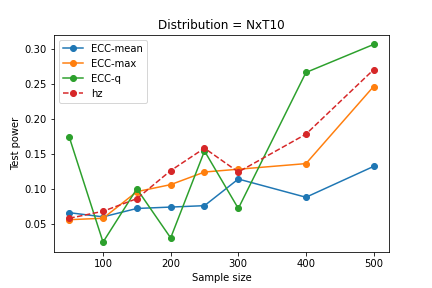 Distribution = NxT10
ECC-mean
ECC-max
ECC-q
hz
Test power
0.30
0.25
0.20
0.15
0.10
0.05
100
200
300
400
500
Sample size